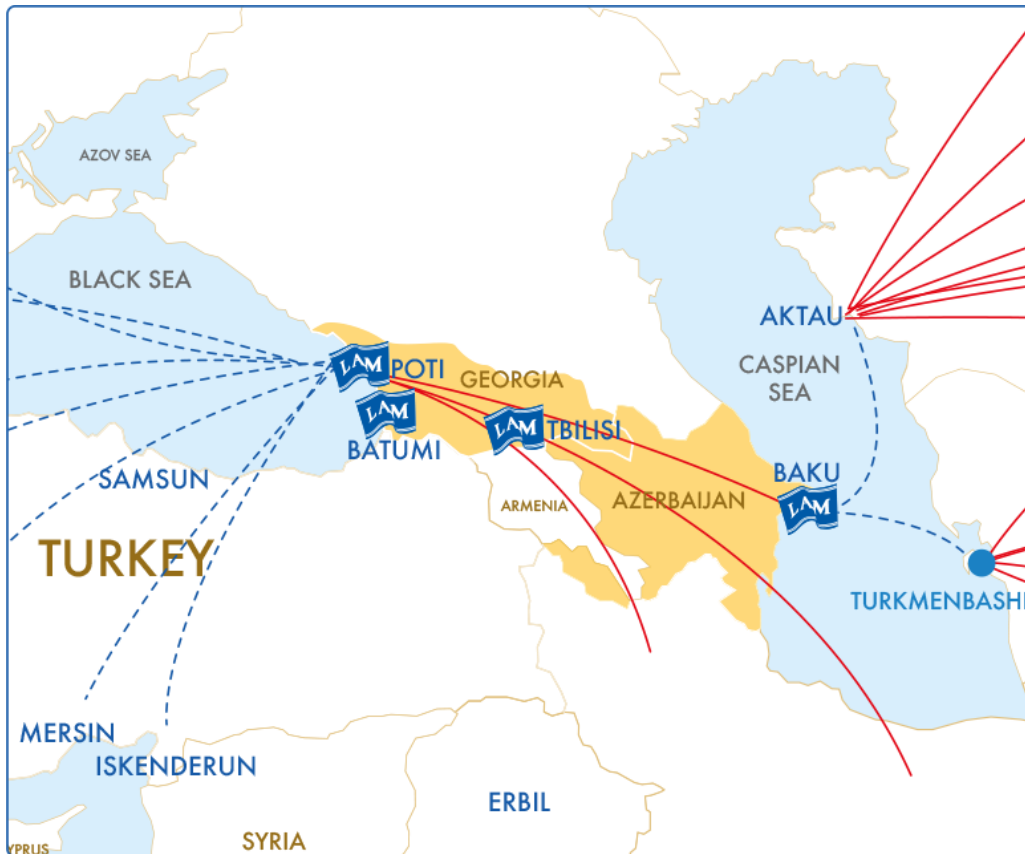 AZOV SEA
BLACK SEA
AKTAU
LAM
POTI
CASPIAN
SEA
GEORGIA
LAM
LAM
TBILISI
BATUMI
SAMSUN
BAKU
ARMENIA
AZERBAIJAN
LAM
TURKEY
TURKMENBASHI
MERSIN
ISKENDERUN
ERBIL
SYRIA
YPRUS